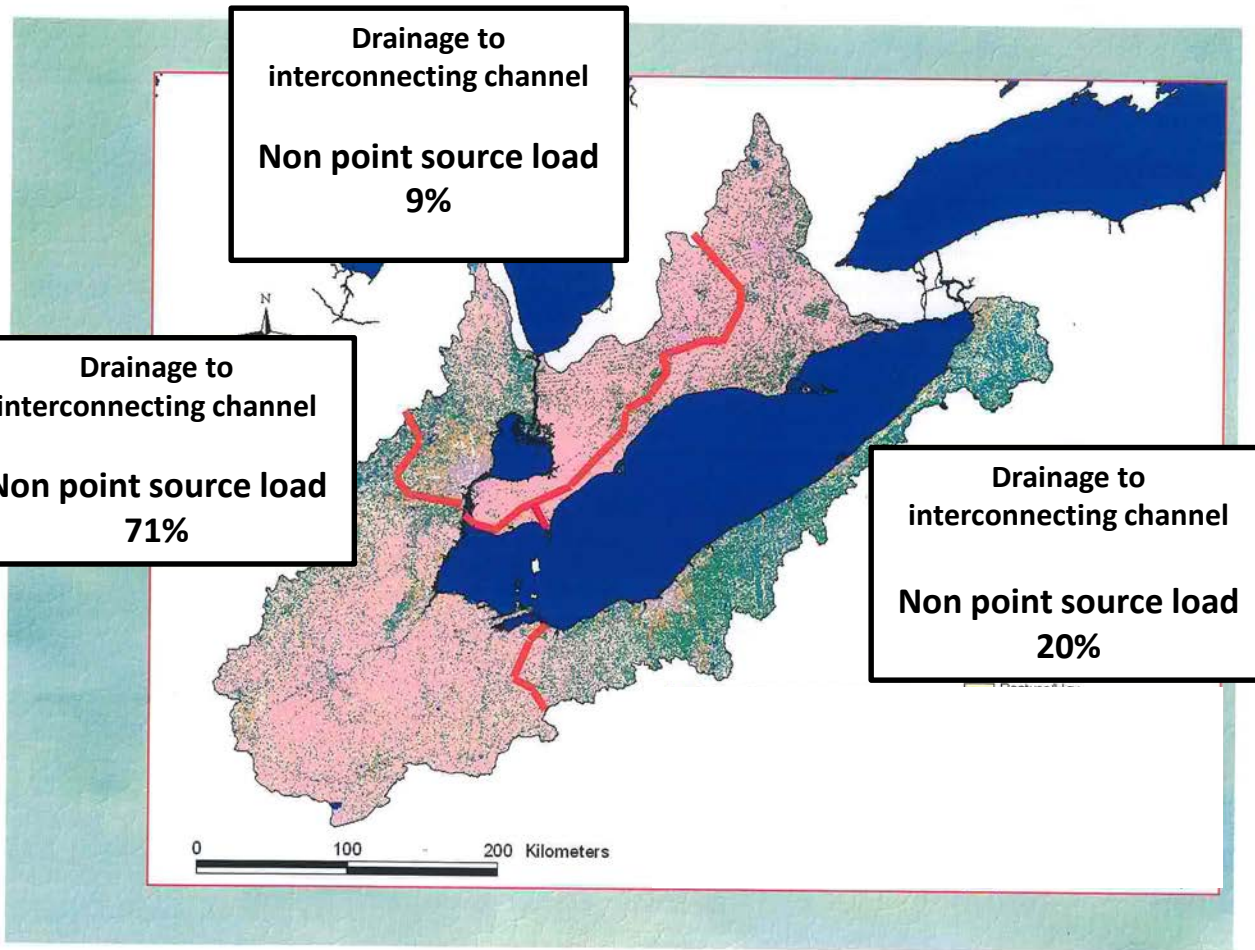 Drainage to
interconnecting channel
Non point source load
9%
N
Drainage to
interconnecting channel
Non point source load
71%
Drainage to
interconnecting channel
Non point source load
20%
0 100 200 Kilometers